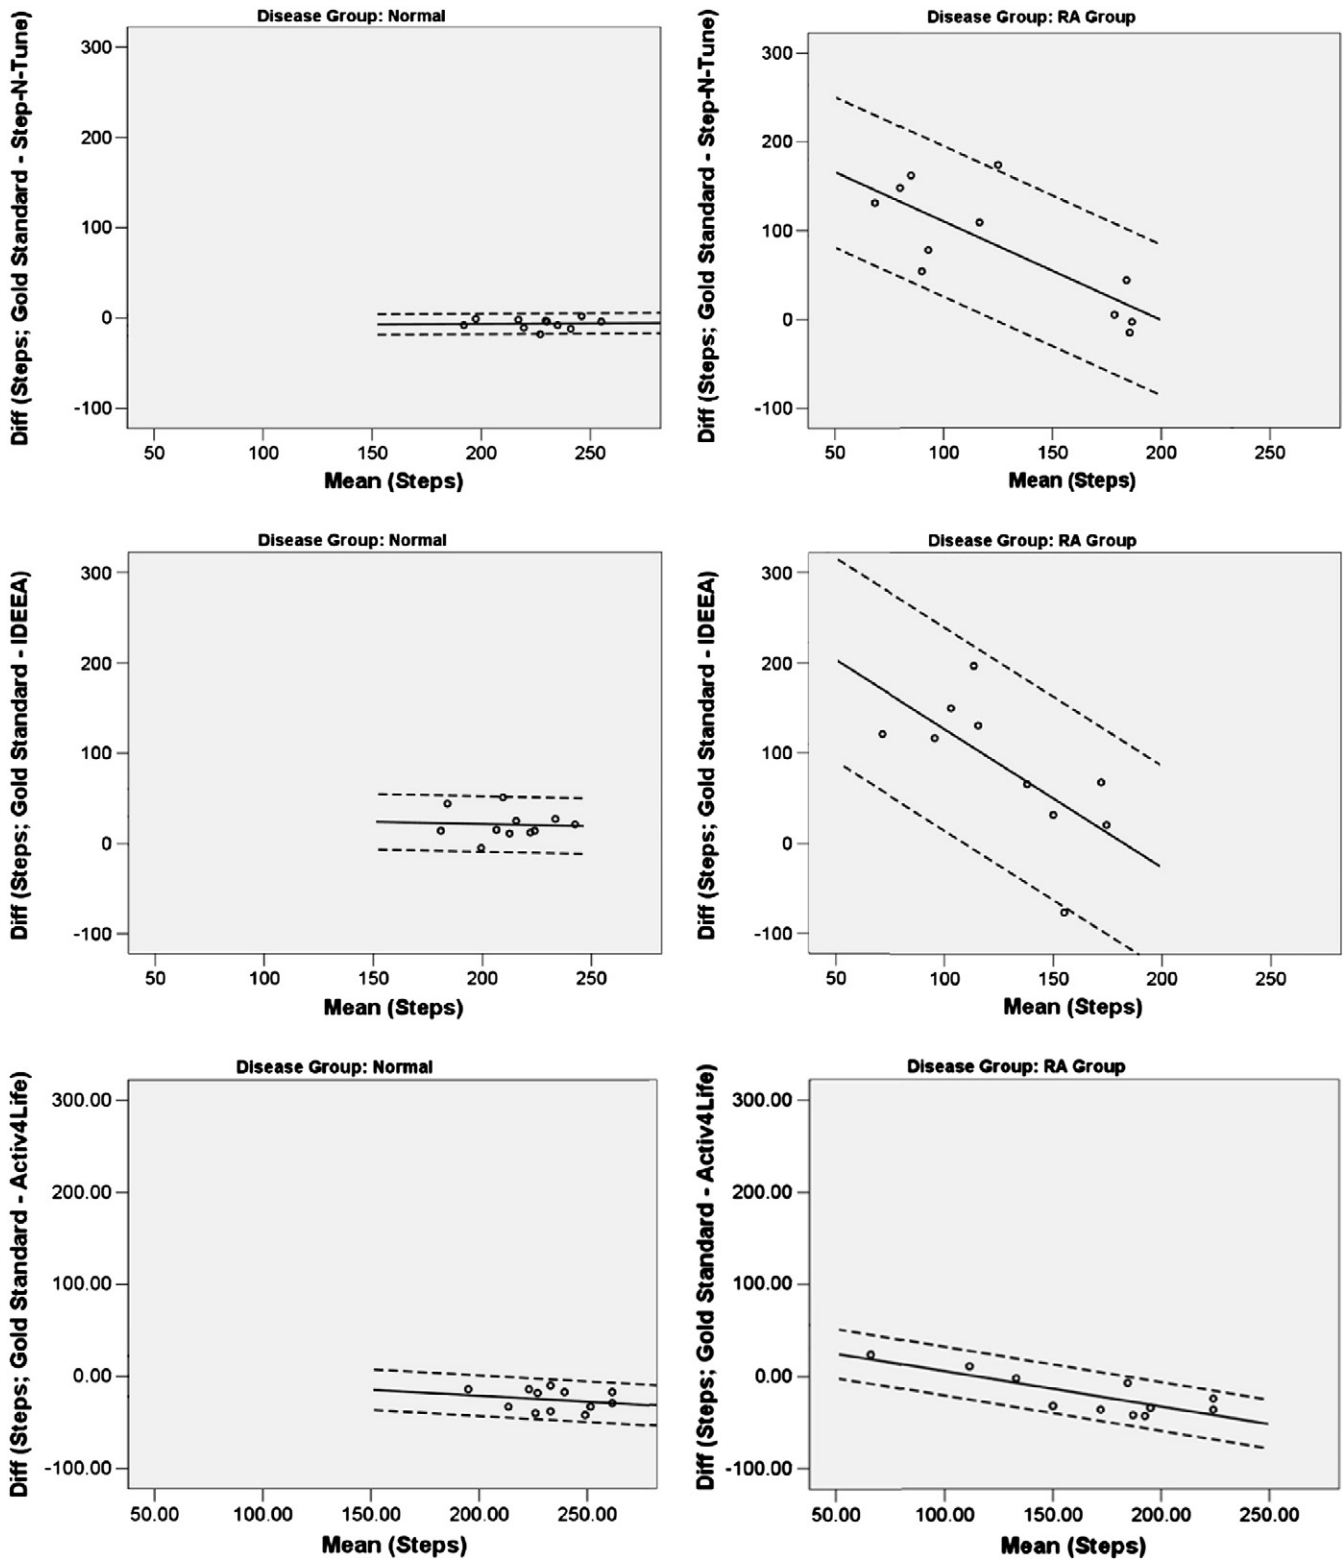 Disease Group: Normal
Diff (Steps; Gold Standard - Step-N-Tune)
300
200
100
0
-100
50 100 150 200 250
Mean (Steps)
Disease Group: RA Group
Diff (Steps; Gold Standard - Step-N-Tune)
300
200
100
0
-100
50 100 150 200 250
Mean (Steps)
Disease Group: Normal
Diff (Steps; Gold Standard - IDEEA)
300
200
100
0
-100
50 100 150 200 250
Mean (Steps)
Disease Group: RA Group
Diff (Steps; Gold Standard - IDEEA)
300
200
100
0
-100
50 100 150 200 250
Mean (Steps)
Disease Group: Normal
Diff (Steps; Gold Standard - Activ4Life)
300.00
200.00
100.00
0.00
-100.00
50.00 100.00 150.00 200.00 250.00
Mean (Steps)
Disease Group: RA Group
Diff (Steps; Gold Standard - Activ4Life)
300.00
200.00
100.00
0.00
-100.00
50.00 100.00 150.00 200.00 250.00
Mean (Steps)